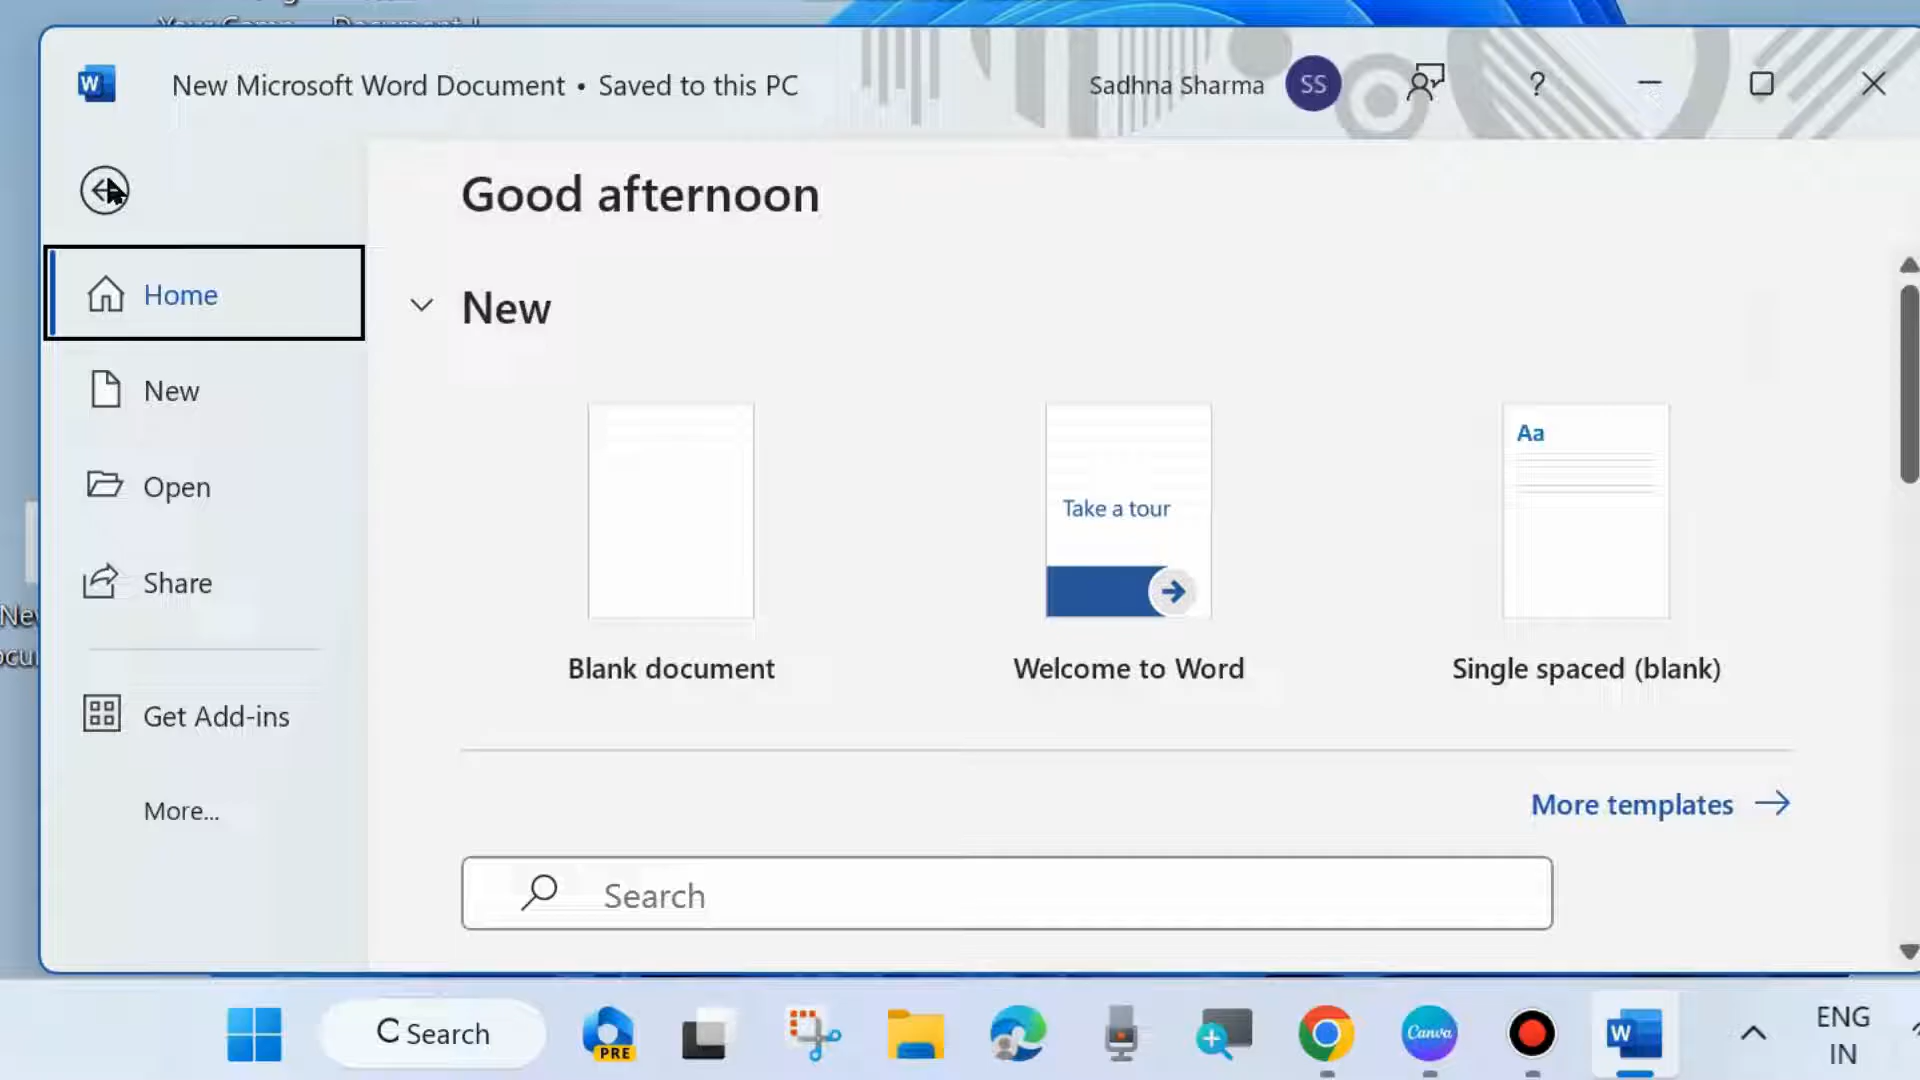 New Microsoft Word Document • Saved to this PC
Sadhna Sharma SS ?
Good afternoon
Home
New
New
Open
Share
Get Add-ins
More...
Aa
Take a tour
Blank document
Welcome to Word
Single spaced (blank)
More templates
Search
Search
PRE
Canva
W
ENG
IN